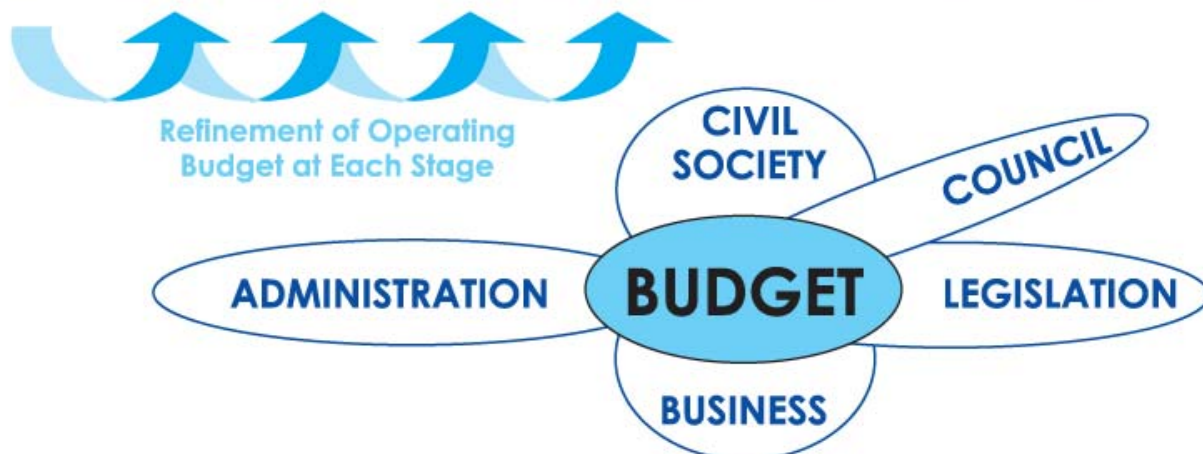 Refinement of Operating
Budget at Each Stage
CIVIL
SOCIETY
COUNCIL
ADMINISTRATION
BUDGET
LEGISLATION
BUSINESS